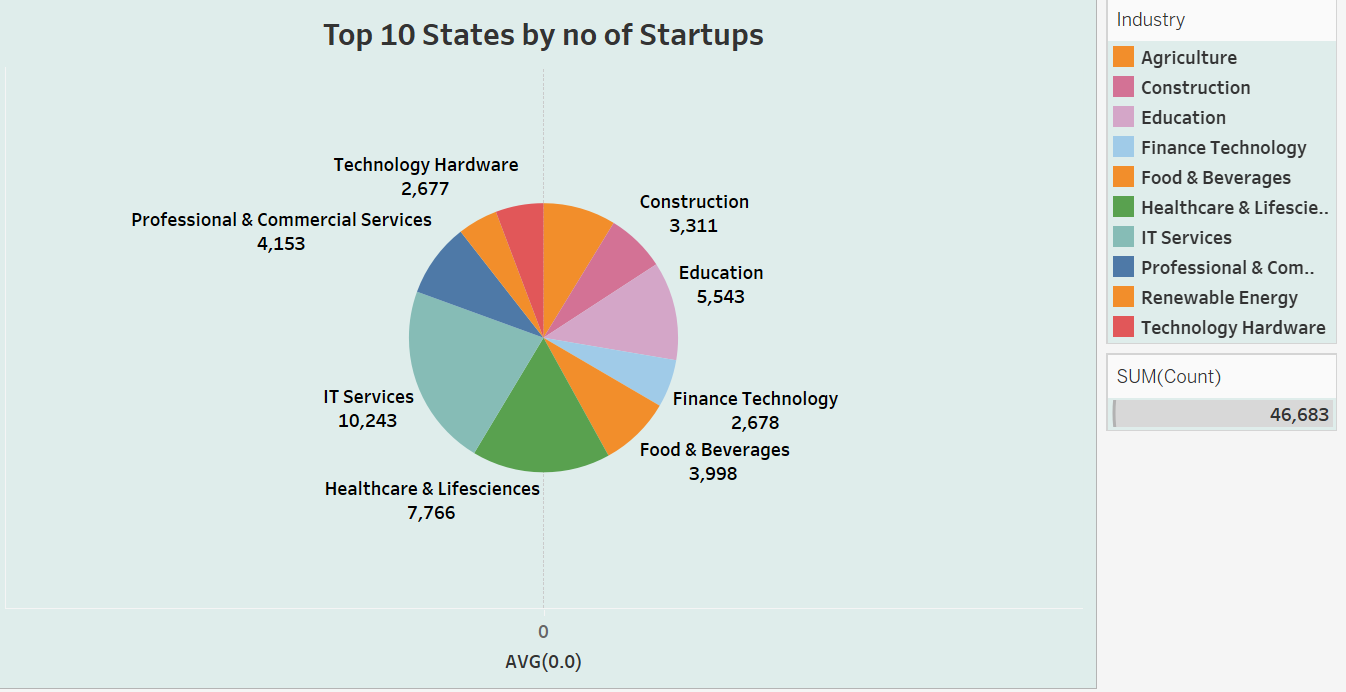 Top 10 States by no of Startups
Technology Hardware
2,677
Professional & Commercial Services
4,153
Construction
3,311
Education
5,543
IT Services
10,243
Finance Technology
2,678
Food & Beverages
3,998
Healthcare & Lifesciences
7,766
0
AVG(0.0)
Industry
Agriculture
Construction
Education
Finance Technology
Food & Beverages
Healthcare & Lifescie..
IT Services
Professional & Com..
Renewable Energy
Technology Hardware
SUM(Count)
46,683